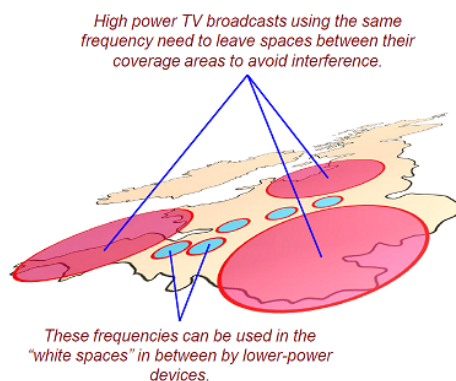 High power TV broadcasts using the same
frequency need to leave spaces between their
coverage areas to avoid interference.
These frequencies can be used in the
“white spaces” in between by lower-power
devices.